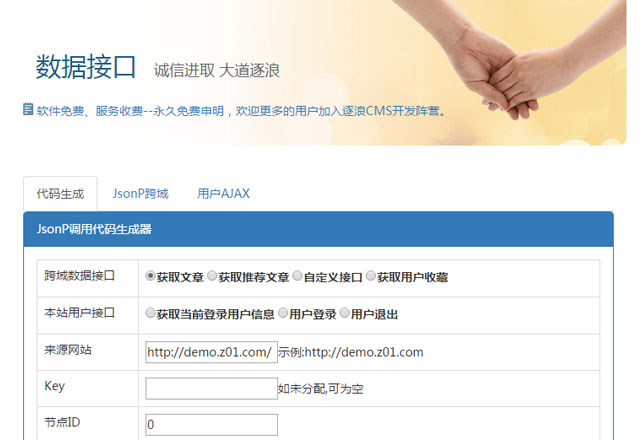 数据接口 诚信进取 大道逐浪
软件免费、服务收费--永久免费申明，欢迎更多的用户加入逐浪CMS开发阵营。
代码生成 JsonP跨域 用户AJAX
JsonP调用代码生成器
跨域数据接口 获取文章 获取推荐文章 自定义接口 获取用户收藏
本站用户接口 获取当前登录用户信息 用户登录 用户退出
来源网站 http://demo.z01.com/ 示例:http://demo.z01.com
Key 如未分配,可为空
节点ID 0